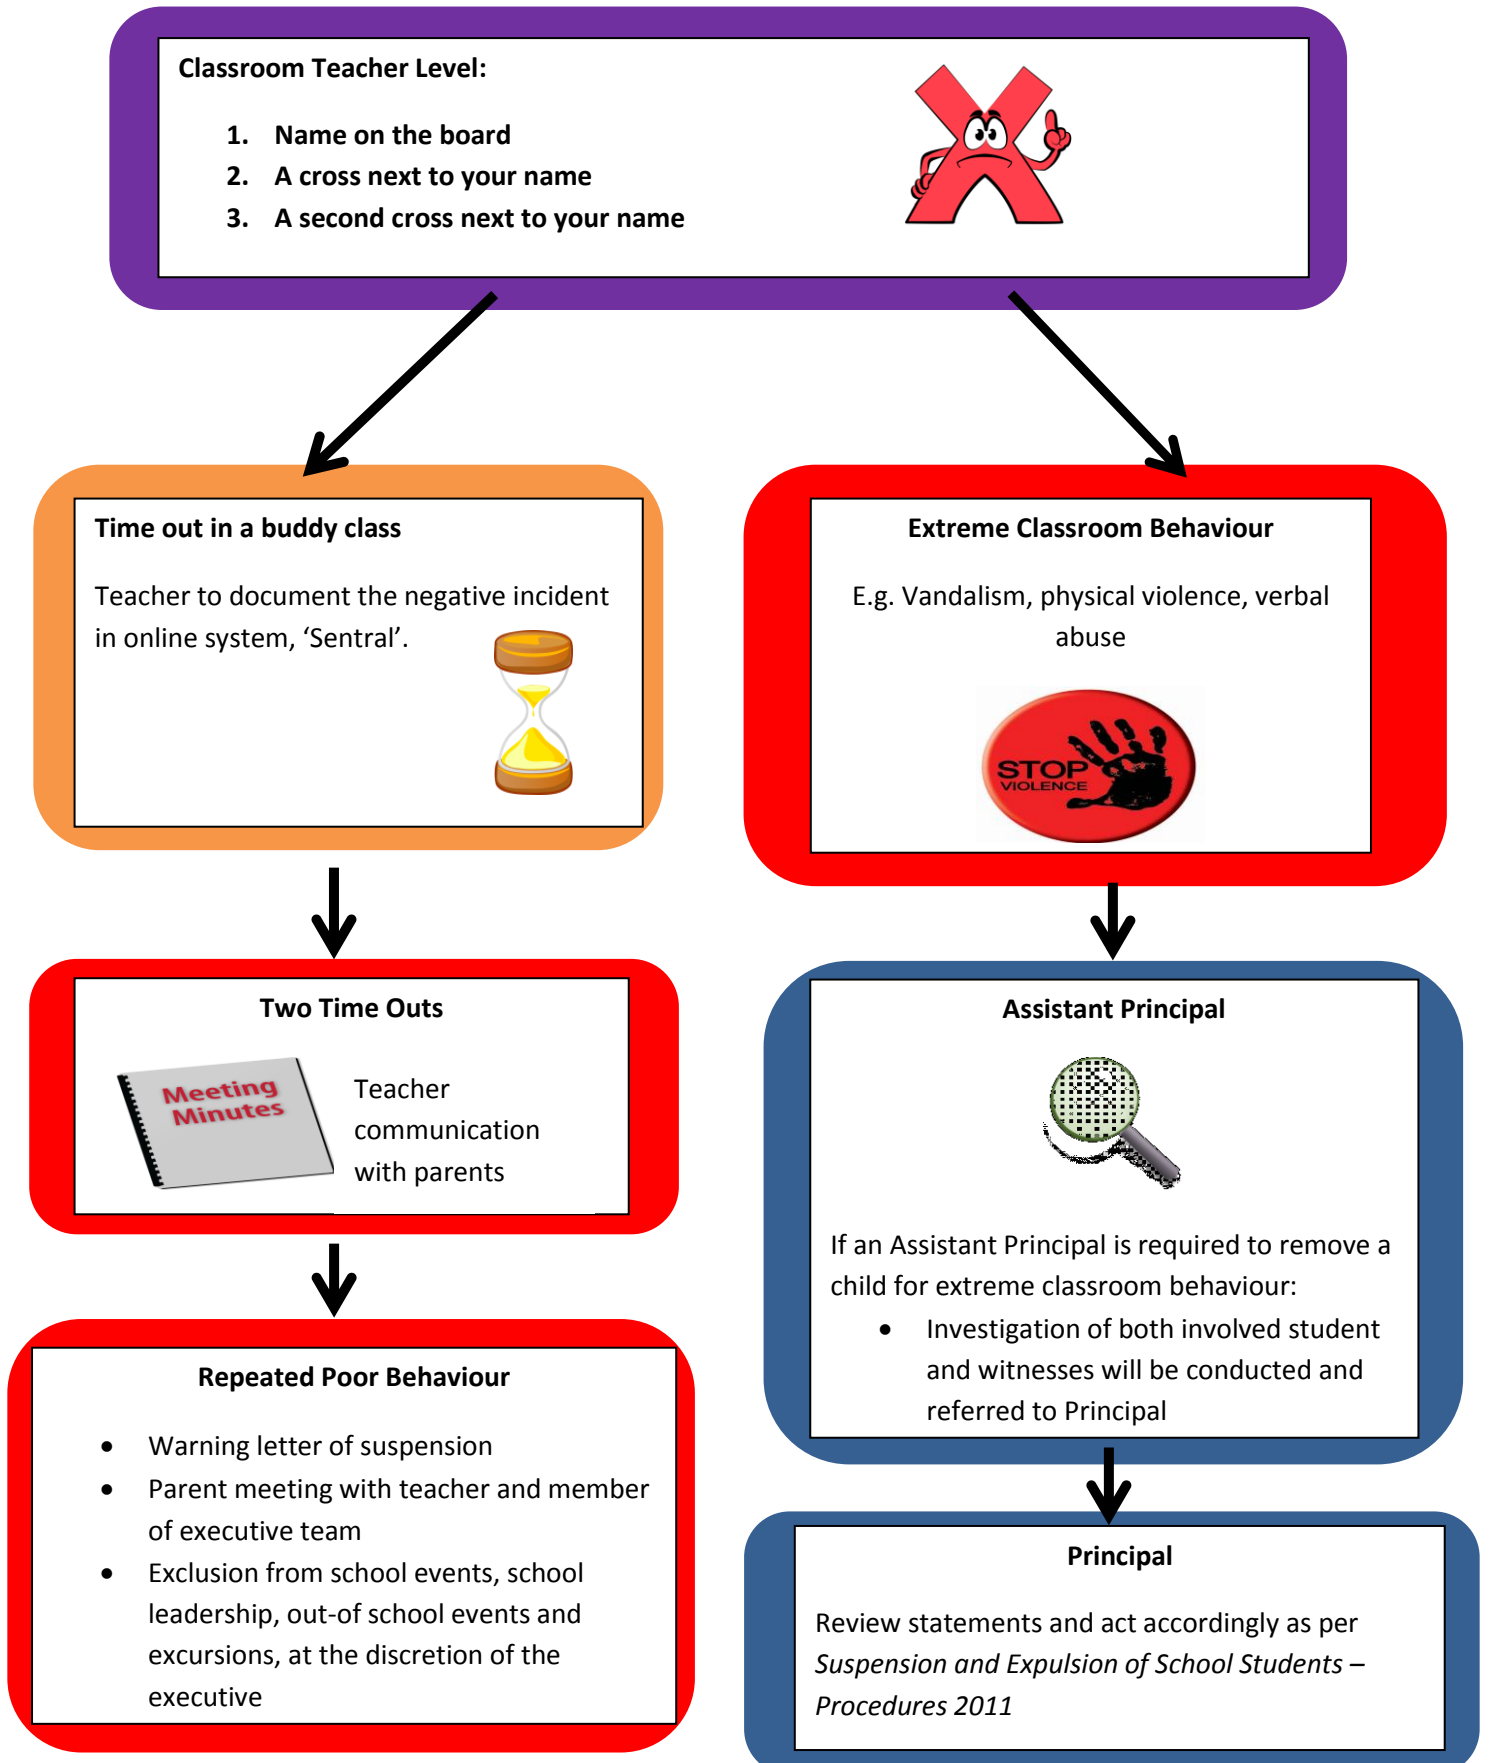 Classroom Teacher Level:
1. Name on the board
2. A cross next to your name
3. A second cross next to your name
Time out in a buddy class
Teacher to document the negative incident
in online system, ‘Sentral’.
Extreme Classroom Behaviour
E.g. Vandalism, physical violence, verbal
abuse
STOP
VIOLENCE
Two Time Outs
Meeting
Minutes
Teacher
communication
with parents
Assistant Principal
If an Assistant Principal is required to remove a
child for extreme classroom behaviour:
• Investigation of both involved student
and witnesses will be conducted and
referred to Principal
Repeated Poor Behaviour
• Warning letter of suspension
• Parent meeting with teacher and member
of executive team
• Exclusion from school events, school
leadership, out-of school events and
excursions, at the discretion of the
executive
Principal
Review statements and act accordingly as per
Suspension and Expulsion of School Students –
Procedures 2011